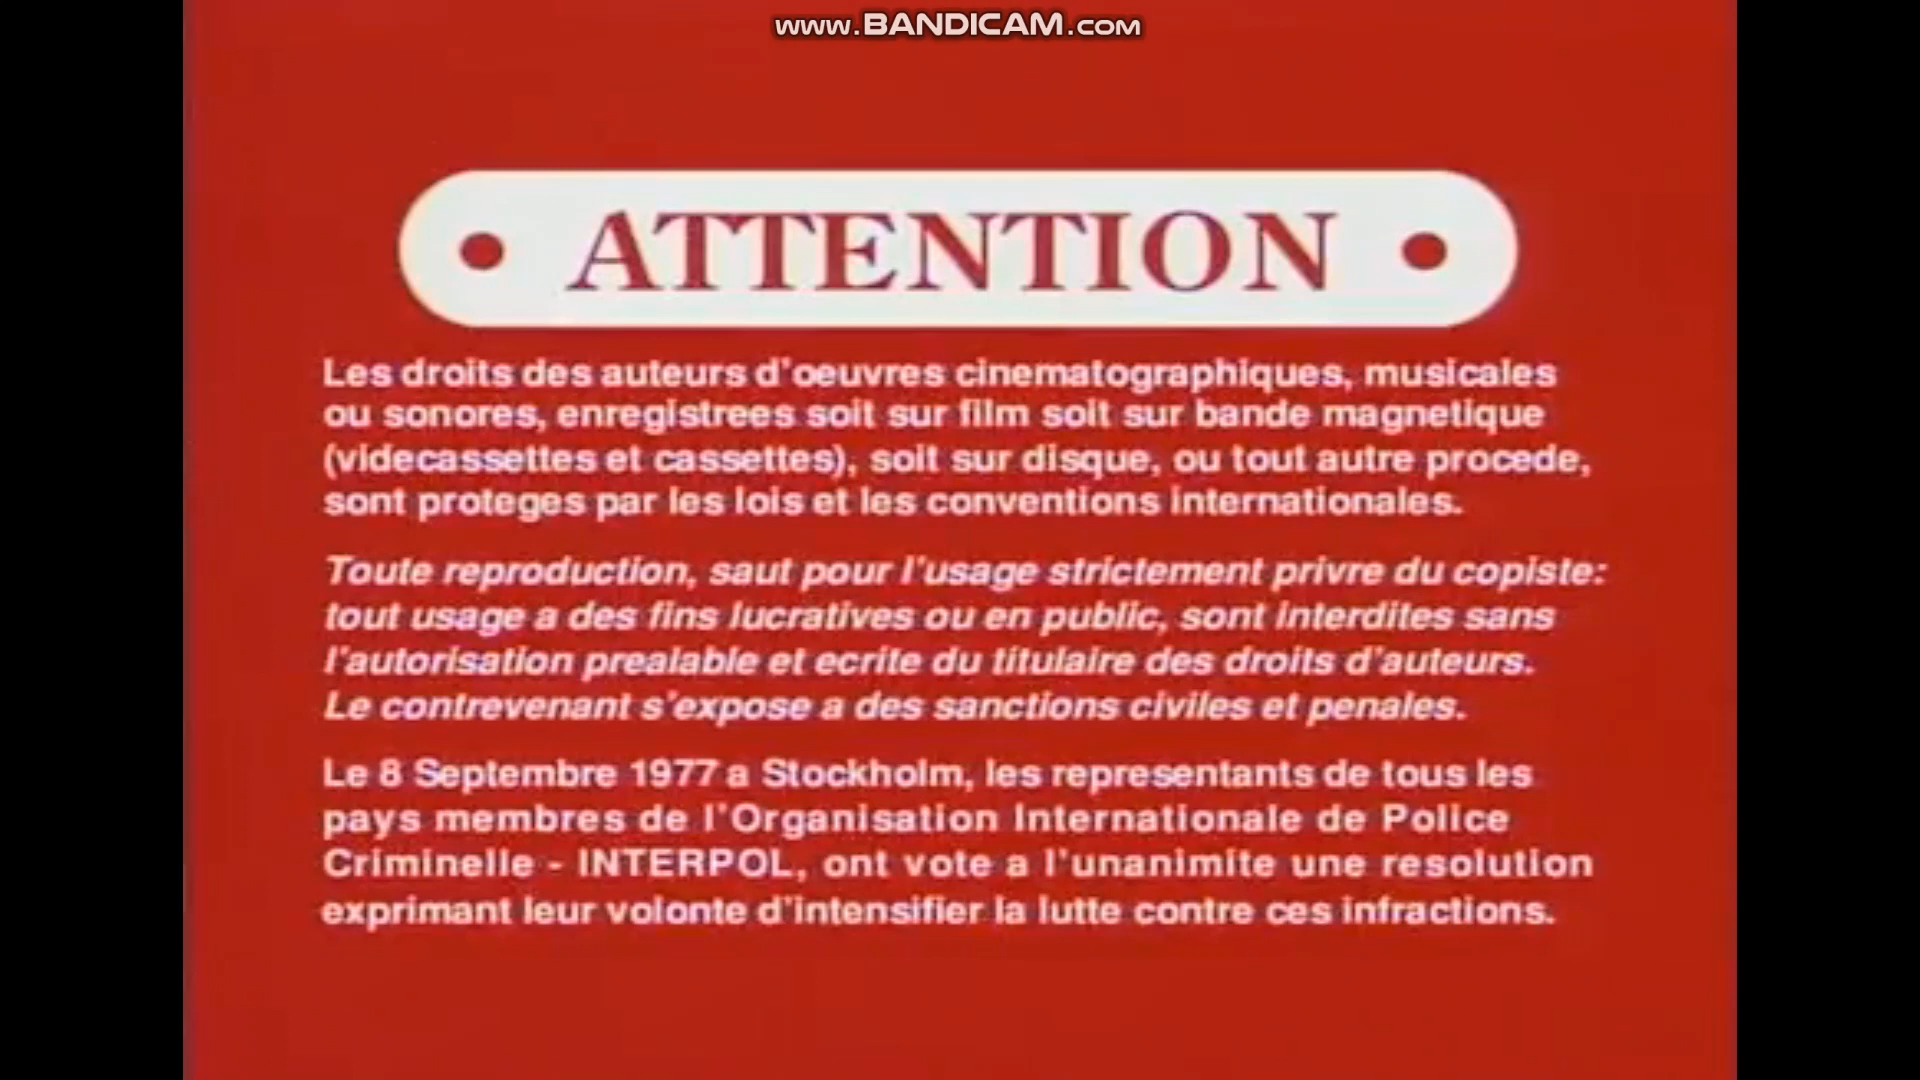 www.BANDICAM.com
• ATTENTION •
Les droits des auteurs d'oeuvres cinematographiques, musicales
ou sonores, enregistrees soit sur film soit sur bande magnetique
(videcassettes et cassettes), soit sur disque, ou tout autre procede,
sont proteges par les lois et les conventions internationales.
Toute reproduction, saut pour l'usage strictement privre du copiste:
tout usage a des fins lucratives ou en public, sont interdites sans
l'autorisation prealable et ecrite du titulaire des droits d'auteurs.
Le contrevenant s'expose a des sanctions civiles et penales.
Le 8 Septembre 1977 a Stockholm, les representants de tous les
pays membres de l'Organisation Internationale de Police
Criminelle - INTERPOL, ont vote a l'unanimite une resolution
exprimant leur volonte d'intensifier la lutte contre ces infractions.